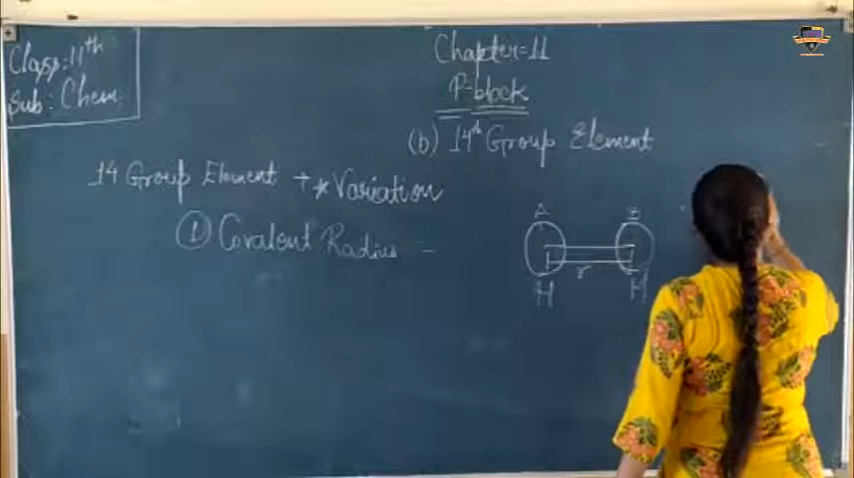 Class: 11th
Sub: Chem
Chapter = 11
P-block
(b) 14th Group Element
14 Group Element → * Variation
① Covalent Radius -
A B
r
H H